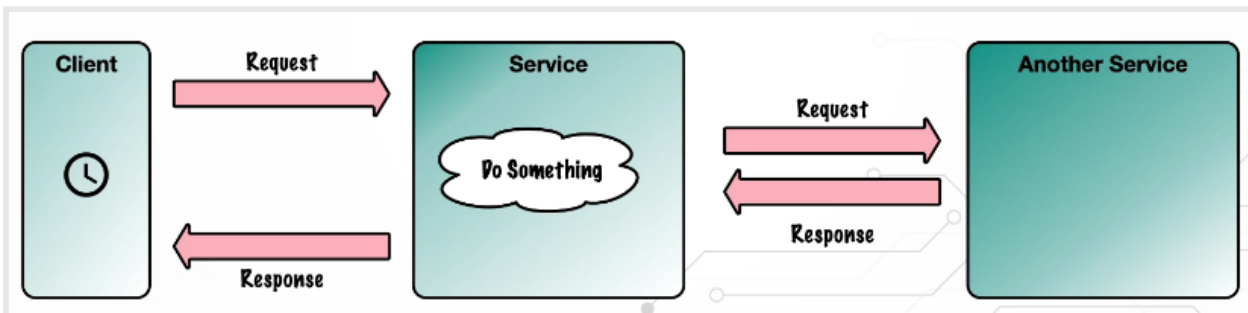 Client
Request
Service
Another Service
Request
Do Something
Response
Response